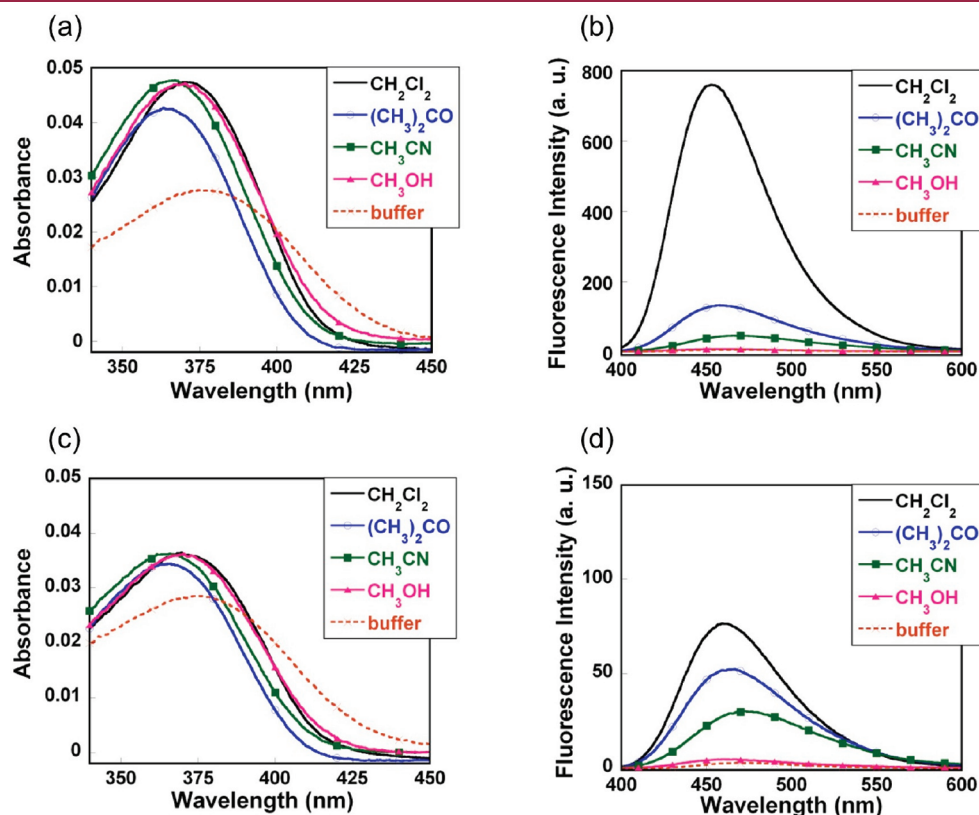 (a)
0.05
0.04
0.03
0.02
0.01
0
Absorbance
350 375 400 425 450
Wavelength (nm)
CH₂Cl₂
(CH₃)₂CO
CH₃CN
CH₃OH
buffer
(b)
800
600
400
200
0
Fluorescence Intensity (a. u.)
400 450 500 550 600
Wavelength (nm)
CH₂Cl₂
(CH₃)₂CO
CH₃CN
CH₃OH
buffer
(c)
0.05
0.04
0.03
0.02
0.01
0
Absorbance
350 375 400 425 450
Wavelength (nm)
CH₂Cl₂
(CH₃)₂CO
CH₃CN
CH₃OH
buffer
(d)
150
100
50
0
Fluorescence Intensity (a. u.)
400 450 500 550 600
Wavelength (nm)
CH₂Cl₂
(CH₃)₂CO
CH₃CN
CH₃OH
buffer